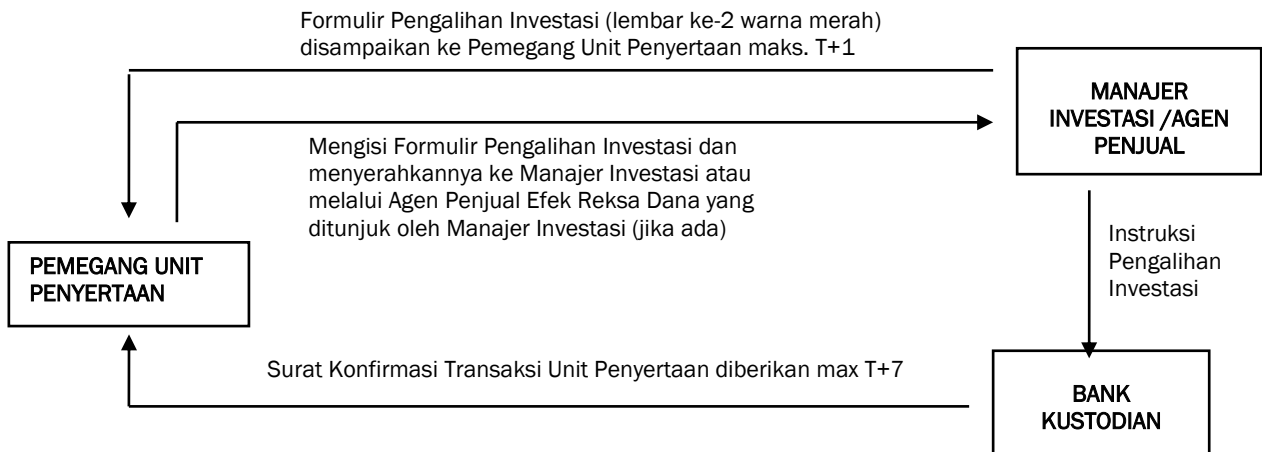 Formulir Pengalihan Investasi (lembar ke-2 warna merah)
disampaikan ke Pemegang Unit Penyertaan maks. T+1
MANAJER
INVESTASI /AGEN
PENJUAL
Mengisi Formulir Pengalihan Investasi dan
menyerahkannya ke Manajer Investasi atau
melalui Agen Penjual Efek Reksa Dana yang
ditunjuk oleh Manajer Investasi (jika ada)
Instruksi
Pengalihan
Investasi
PEMEGANG UNIT
PENYERTAAN
Surat Konfirmasi Transaksi Unit Penyertaan diberikan max T+7
BANK
KUSTODIAN